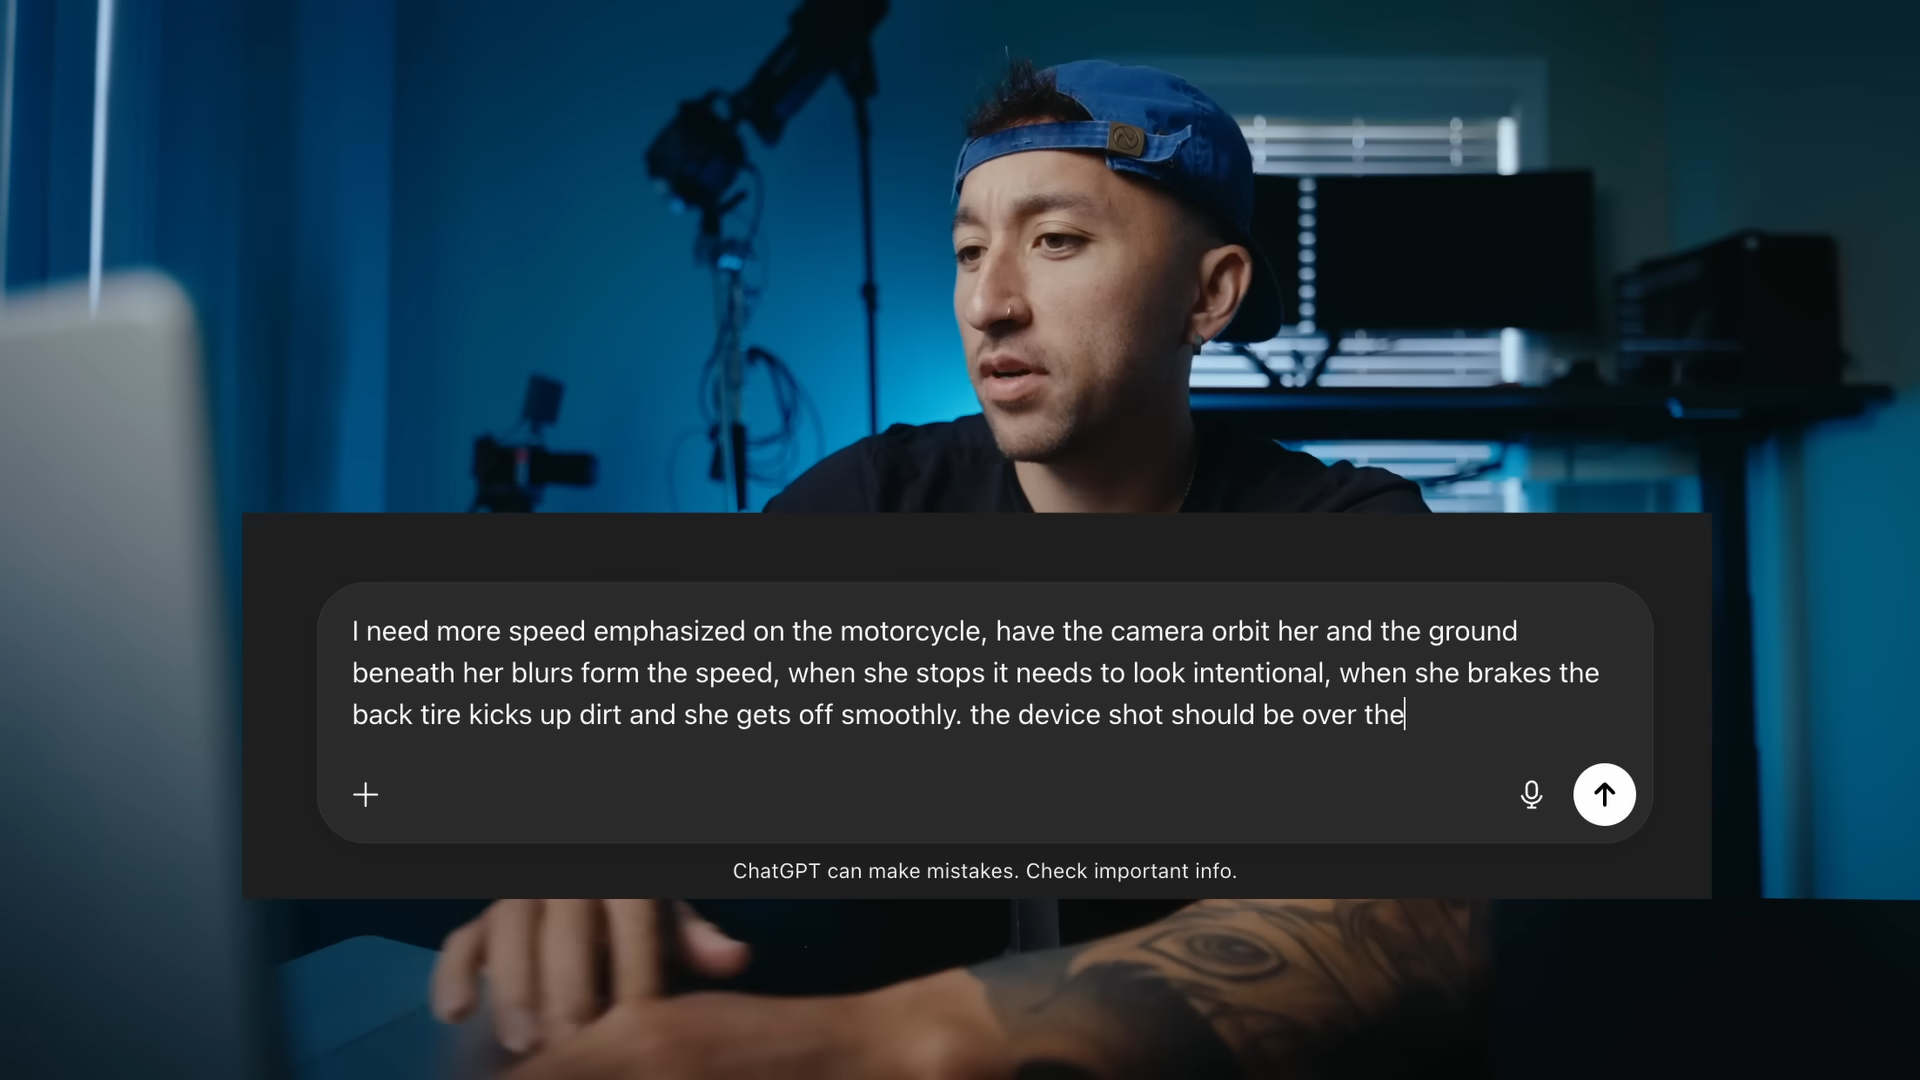 I need more speed emphasized on the motorcycle, have the camera orbit her and the ground
beneath her blurs form the speed, when she stops it needs to look intentional, when she brakes the
back tire kicks up dirt and she gets off smoothly. the device shot should be over the
ChatGPT can make mistakes. Check important info.